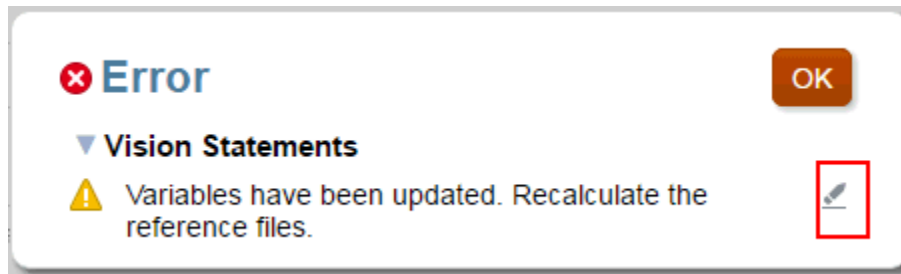 Error
OK
Vision Statements
Variables have been updated. Recalculate the
reference files.